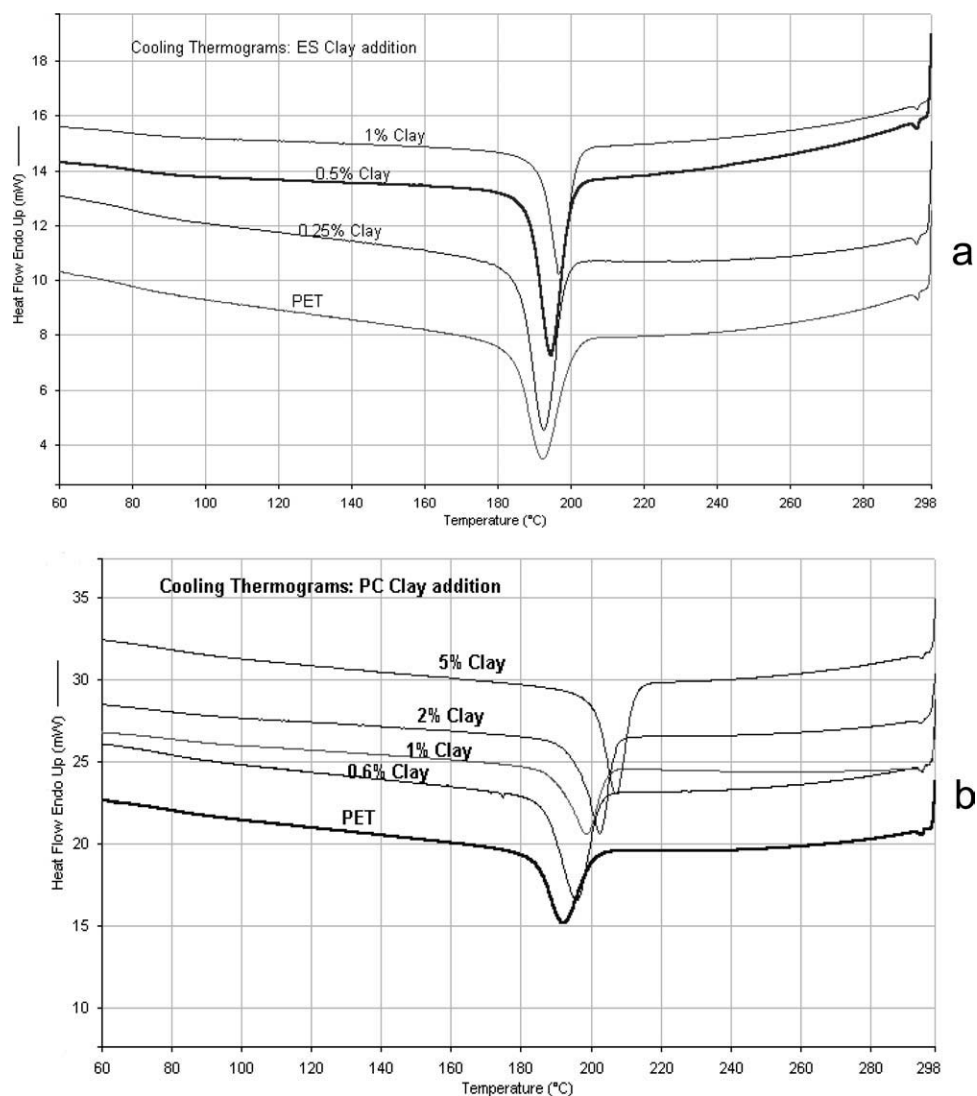 Cooling Thermograms: ES Clay addition
18
16
14
12
10
8
6
4
Heat Flow Endo Up (mW)
1% Clay
0.5% Clay
0.25% Clay
PET
a
60 80 100 120 140 160 180 200 220 240 260 280 298
Temperature (°C)
Cooling Thermograms: PC Clay addition
35
30
25
20
15
10
Heat Flow Endo Up (mW)
5% Clay
2% Clay
1% Clay
0.6% Clay
PET
b
60 80 100 120 140 160 180 200 220 240 260 280 298
Temperature (°C)